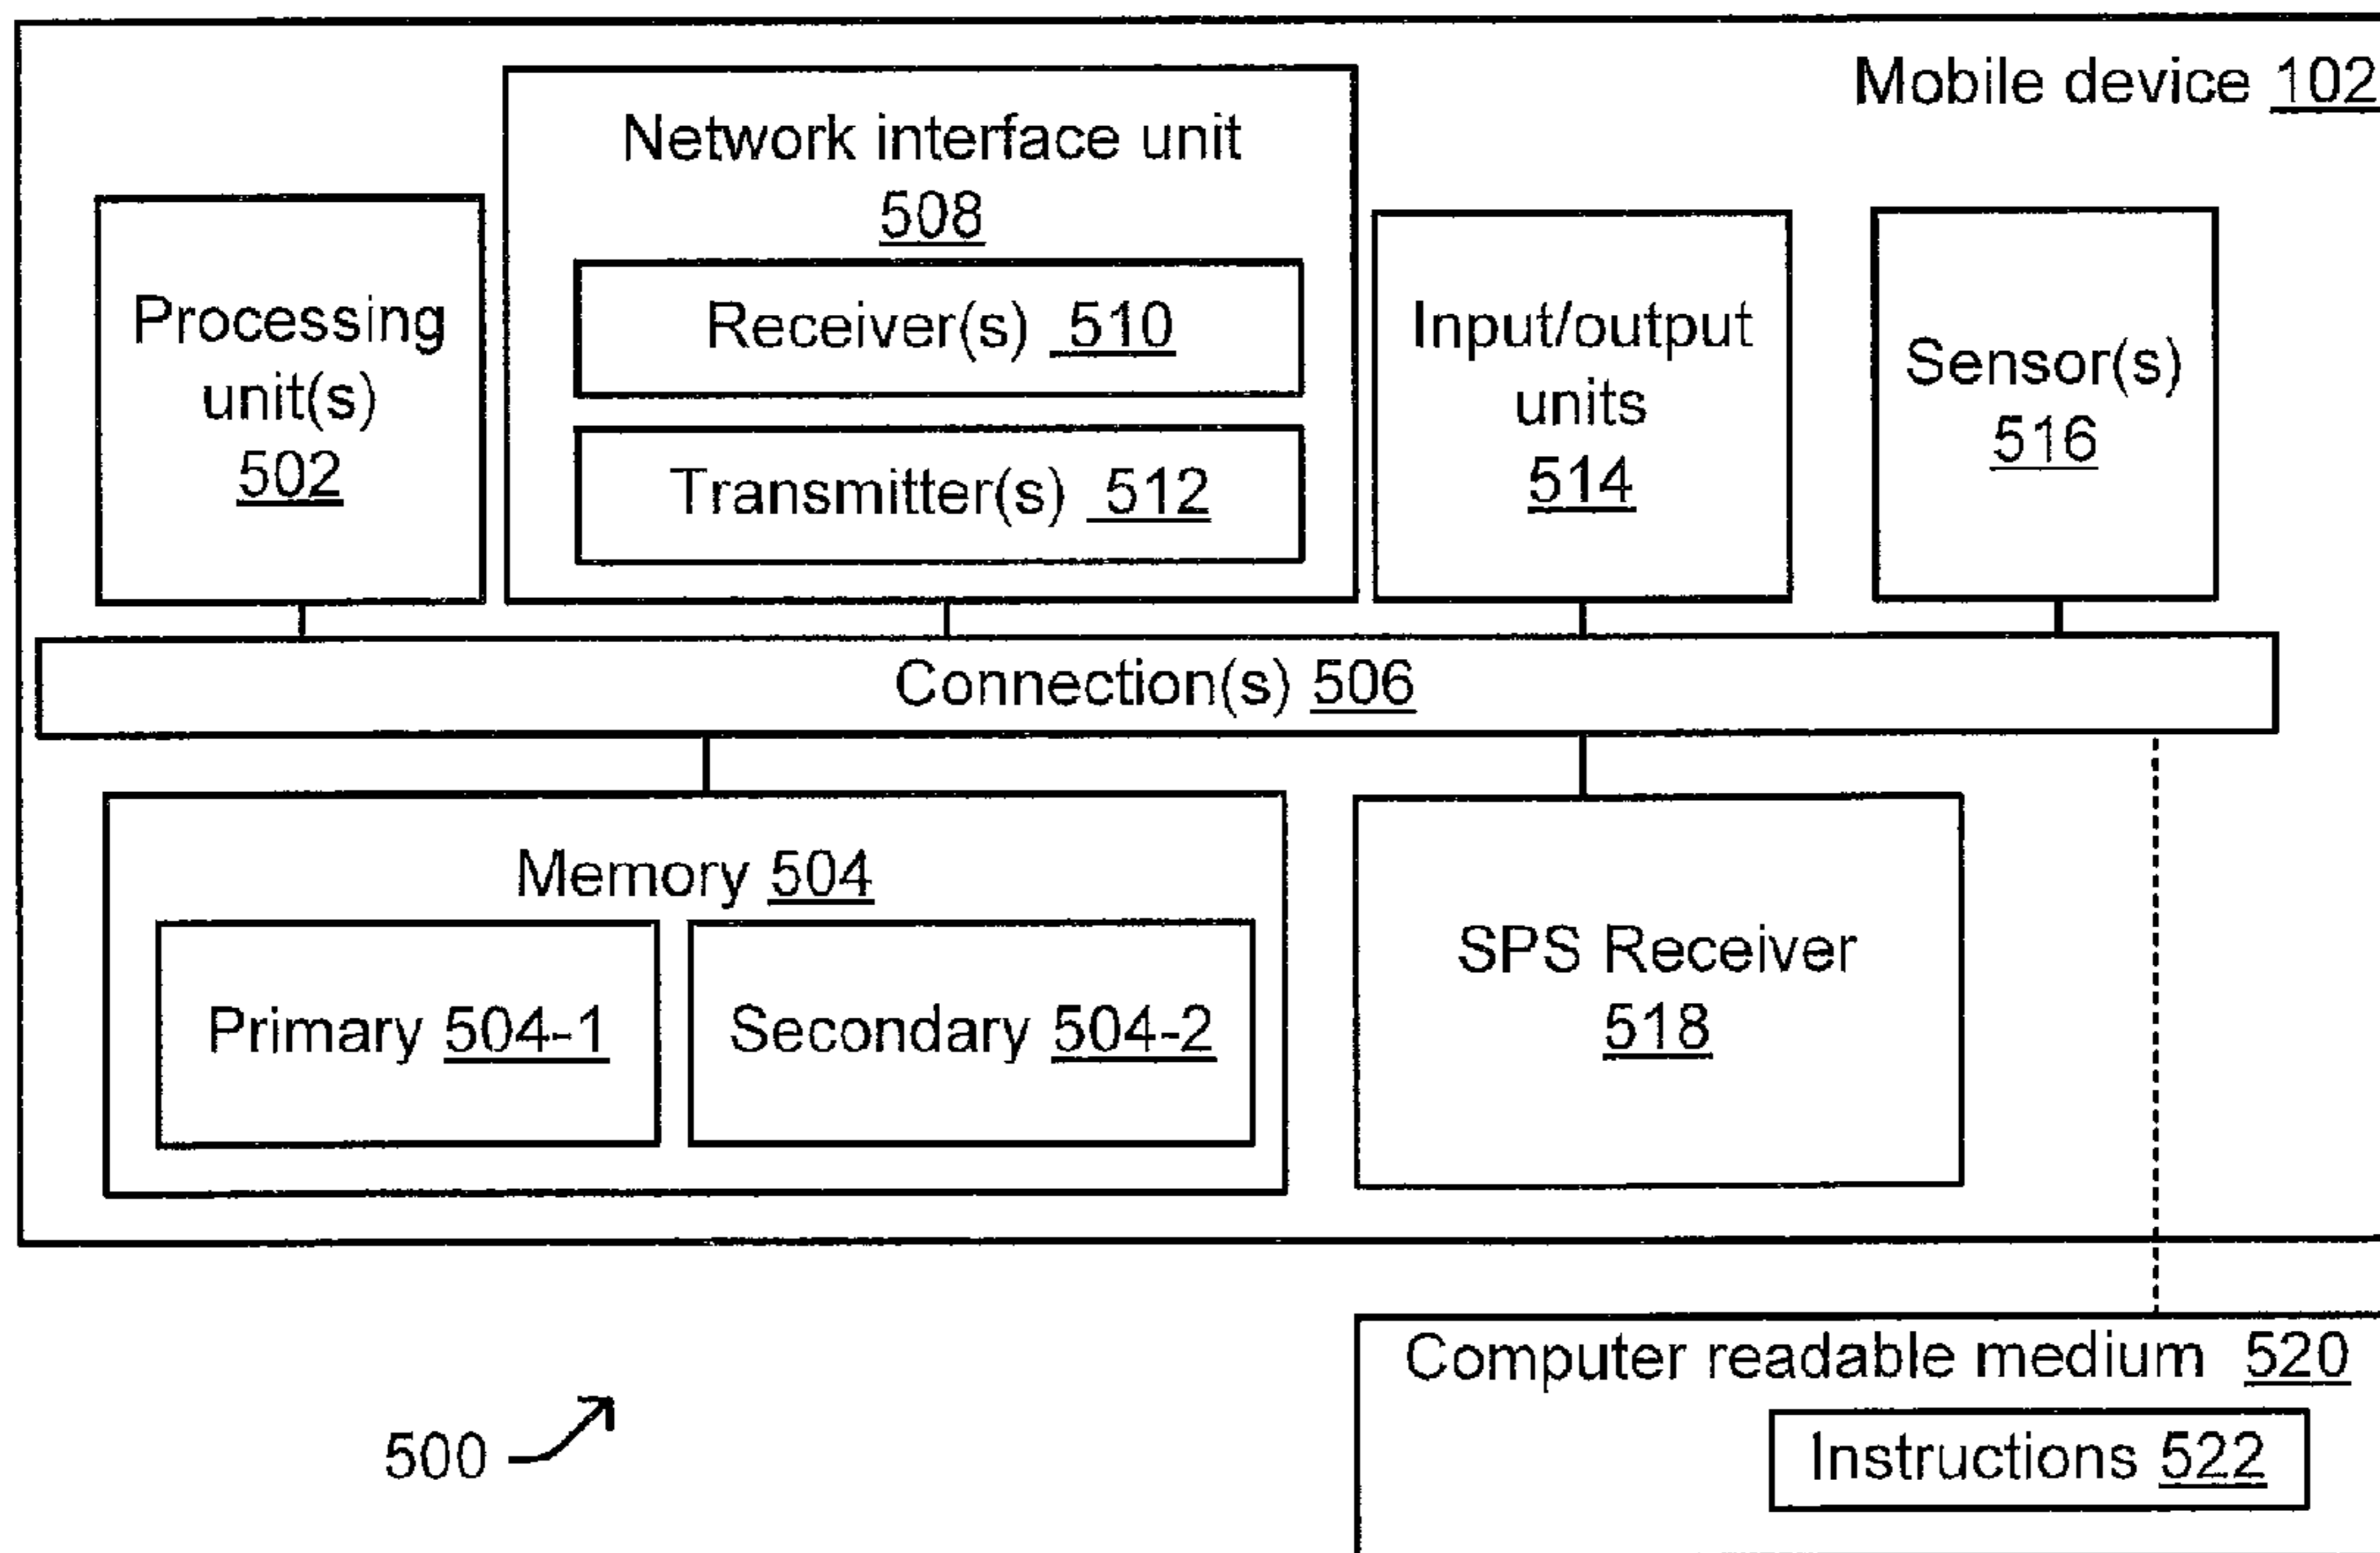 Mobile device 102
Network interface unit
508
Receiver(s) 510
Transmitter(s) 512
Processing
unit(s)
502
Input/output
units
514
Sensor(s)
516
Connection(s) 506
Memory 504
Primary 504-1
Secondary 504-2
SPS Receiver
518
Computer readable medium 520
Instructions 522
500